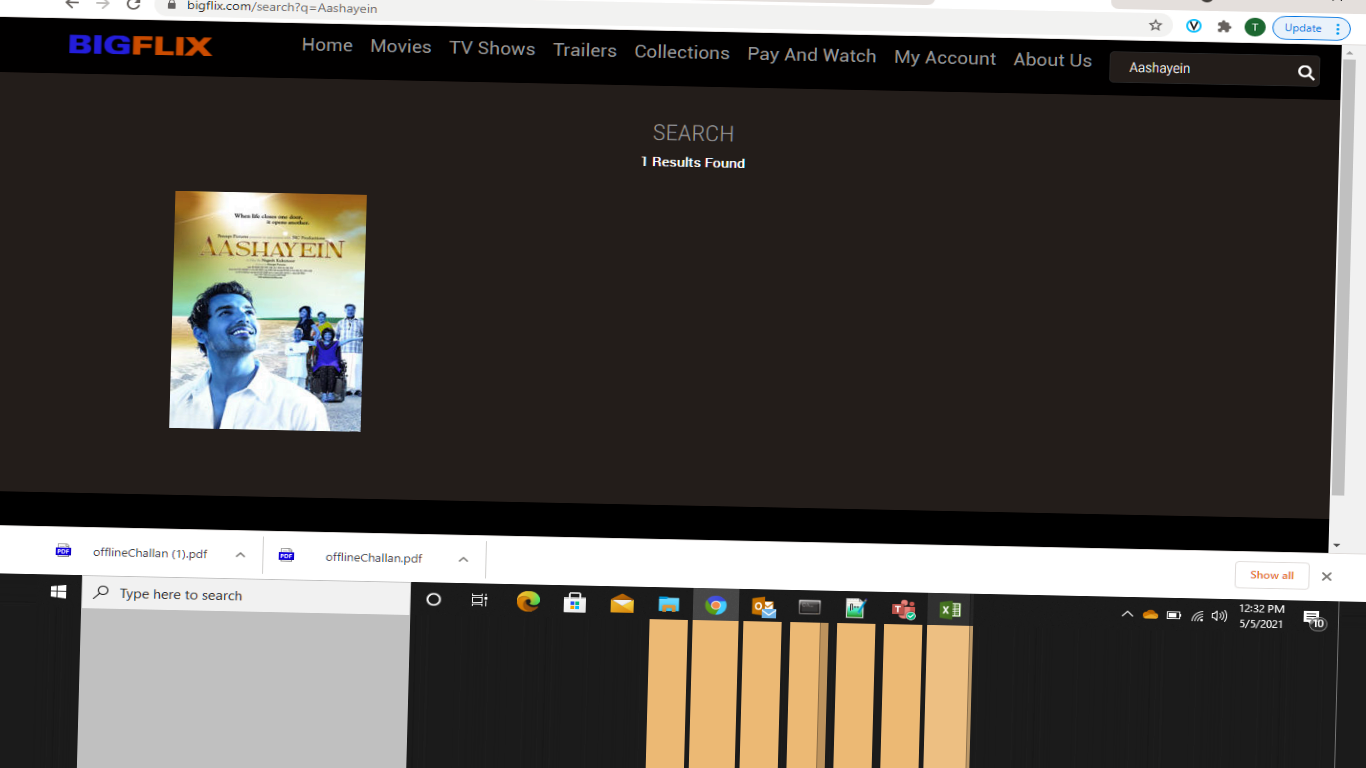 bigflix.com/search?q=Aashayein
T
Update
BIGFLIX
Home
Movies
TV Shows
Trailers
Collections
Pay And Watch
My Account
About Us
Aashayein
SEARCH
1 Results Found
When life closes one door,
it opens another.
AASHAYEIN
PDF
offlineChallan (1).pdf
PDF
offlineChallan.pdf
Show all
Type here to search
12:32 PM
5/5/2021
10